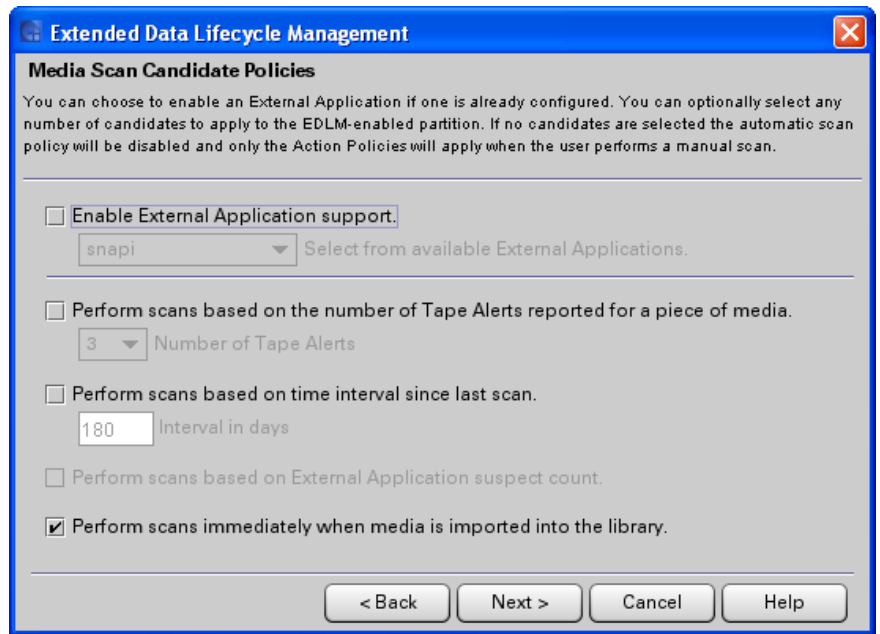 Extended Data Lifecycle Management
Media Scan Candidate Policies
You can choose to enable an External Application if one is already configured. You can optionally select any
number of candidates to apply to the EDLM-enabled partition. If no candidates are selected the automatic scan
policy will be disabled and only the Action Policies will apply when the user performs a manual scan.
Enable External Application support.
snapi Select from available External Applications.
Perform scans based on the number of Tape Alerts reported for a piece of media.
3 Number of Tape Alerts
Perform scans based on time interval since last scan.
180 Interval in days
Perform scans based on External Application suspect count.
Perform scans immediately when media is imported into the library.
< Back Next > Cancel Help